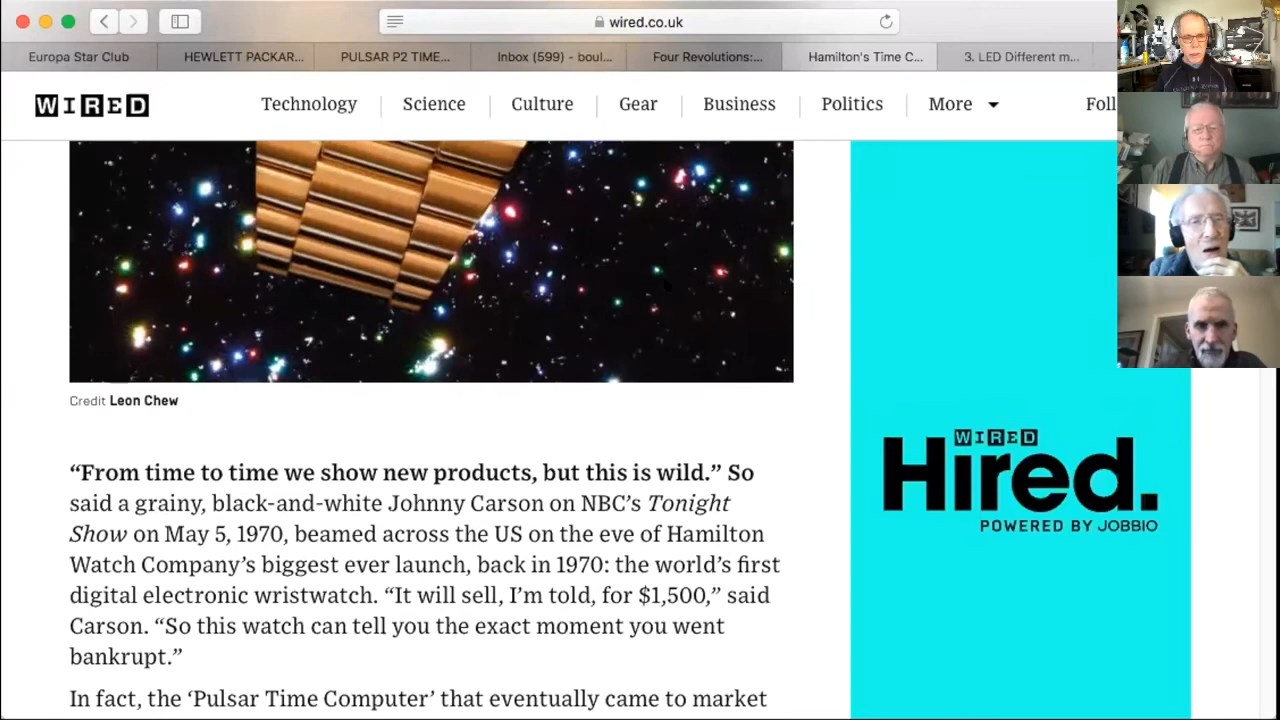 wired.co.uk
Europa Star Club
HEWLETT PACKAR...
PULSAR P2 TIME...
Inbox (599) - boul...
Four Revolutions:...
Hamilton's Time C...
3. LED Different m...
WIRED
Technology
Science
Culture
Gear
Business
Politics
More
Foll
Credit Leon Chew
“From time to time we show new products, but this is wild.” So
said a grainy, black-and-white Johnny Carson on NBC’s Tonight
Show on May 5, 1970, beamed across the US on the eve of Hamilton
Watch Company’s biggest ever launch, back in 1970: the world’s first
digital electronic wristwatch. “It will sell, I’m told, for $1,500,” said
Carson. “So this watch can tell you the exact moment you went
bankrupt.”
In fact, the ‘Pulsar Time Computer’ that eventually came to market
WIRED
Hired.
POWERED BY JOBBIO